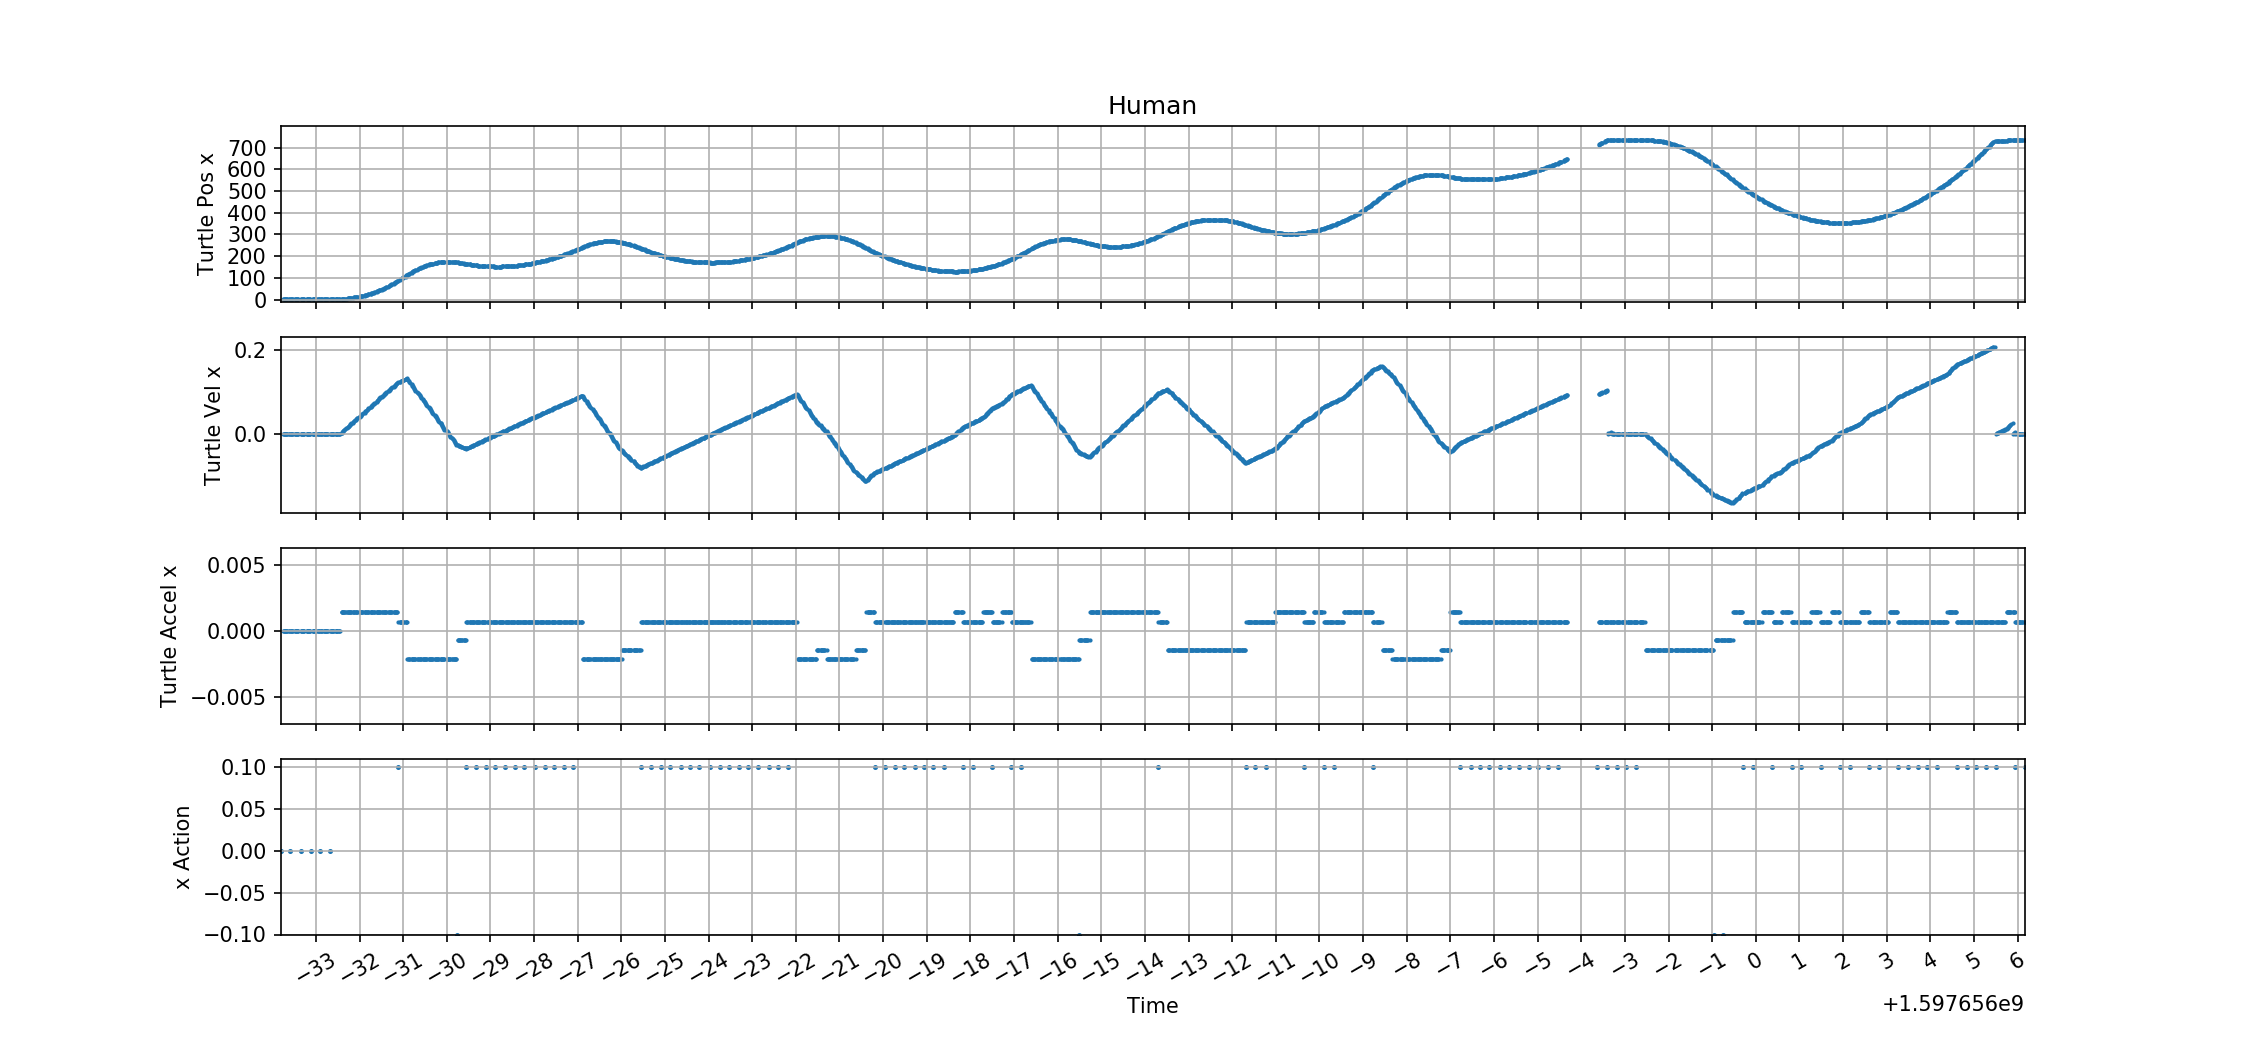 Human
Turtle Pos x
700
600
500
400
300
200
100
0
Turtle Vel x
0.2
0.0
Turtle Accel x
0.005
0.000
−0.005
x Action
0.10
0.05
0.00
−0.05
−0.10
−33 −32 −31 −30 −29 −28 −27 −26 −25 −24 −23 −22 −21 −20 −19 −18 −17 −16 −15 −14 −13 −12 −11 −10 −9 −8 −7 −6 −5 −4 −3 −2 −1 0 1 2 3 4 5 6
Time
+1.597656e9